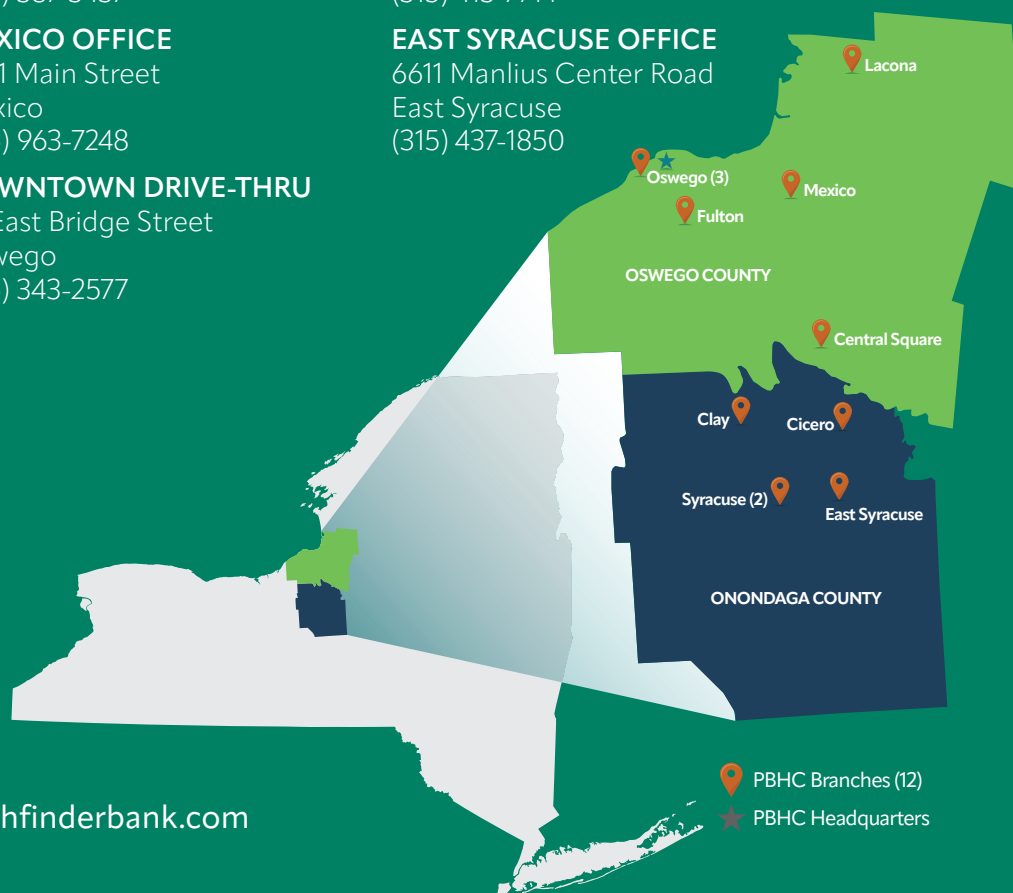 XICO OFFICE
1 Main Street
xico
) 963-7248
WNTOWN DRIVE-THRU
East Bridge Street
wego
) 343-2577
EAST SYRACUSE OFFICE
6611 Manlius Center Road
East Syracuse
(315) 437-1850
Lacona
Oswego (3)
Mexico
Fulton
OSWEGO COUNTY
Central Square
Clay
Cicero
Syracuse (2)
East Syracuse
ONONDAGA COUNTY
PBHC Branches (12)
PBHC Headquarters
hfinderbank.com